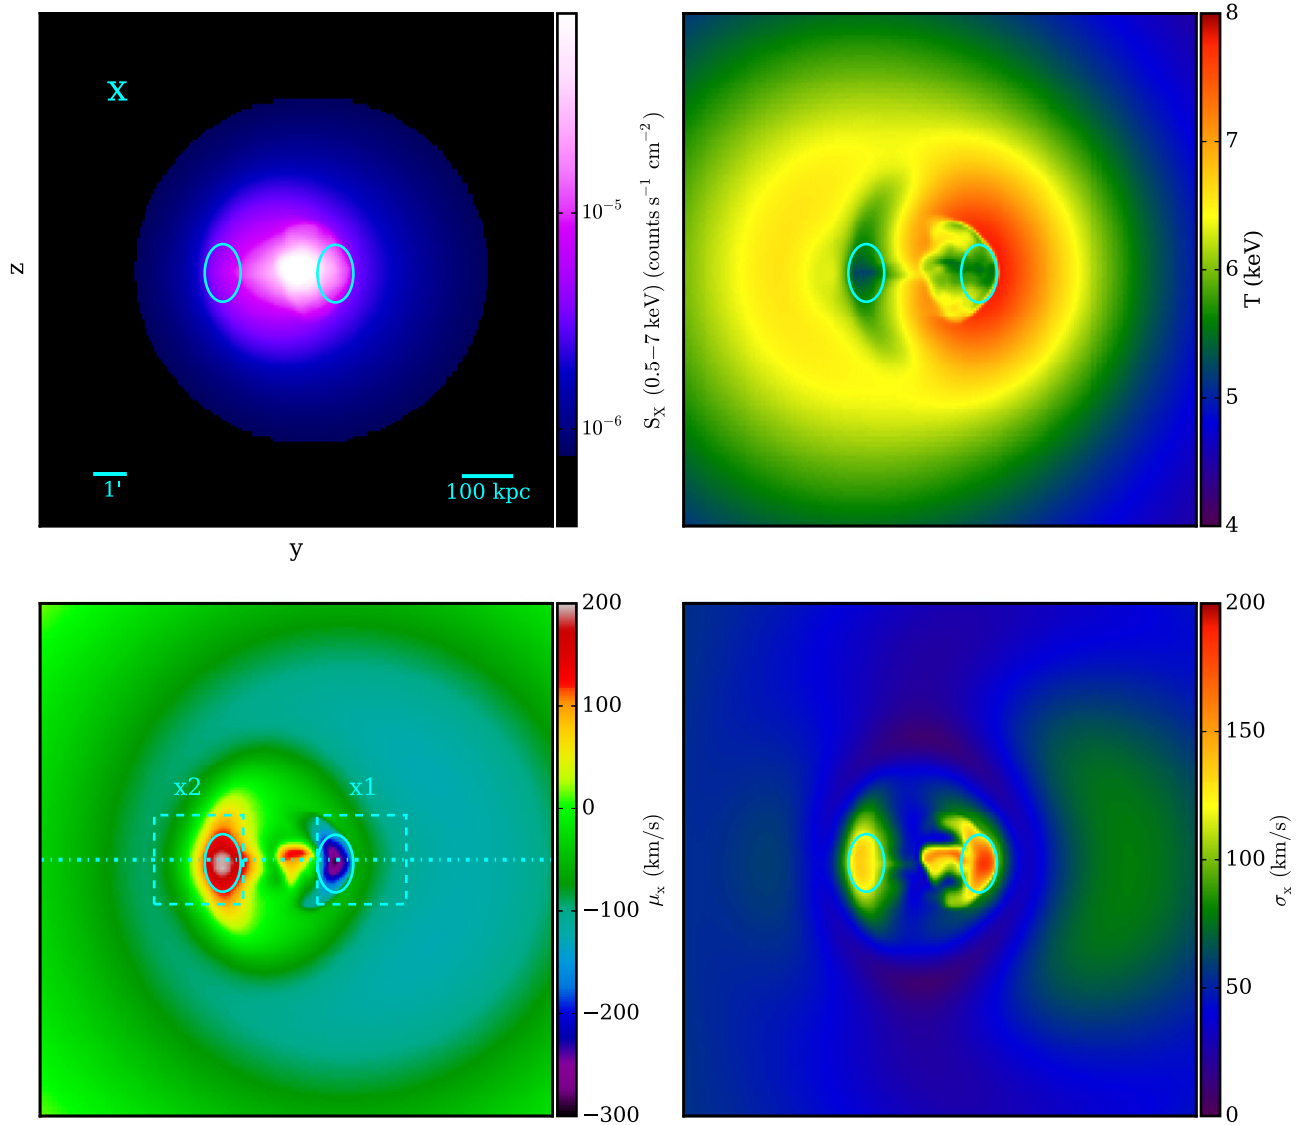 x
z
1'
100 kpc
y
10⁻⁵
10⁻⁶
S_X (0.5−7 keV) (counts s⁻¹ cm⁻²)
8
7
6
5
4
T (keV)
x2
x1
200
100
0
−100
−200
−300
μ_x (km/s)
200
150
100
50
0
σ_x (km/s)